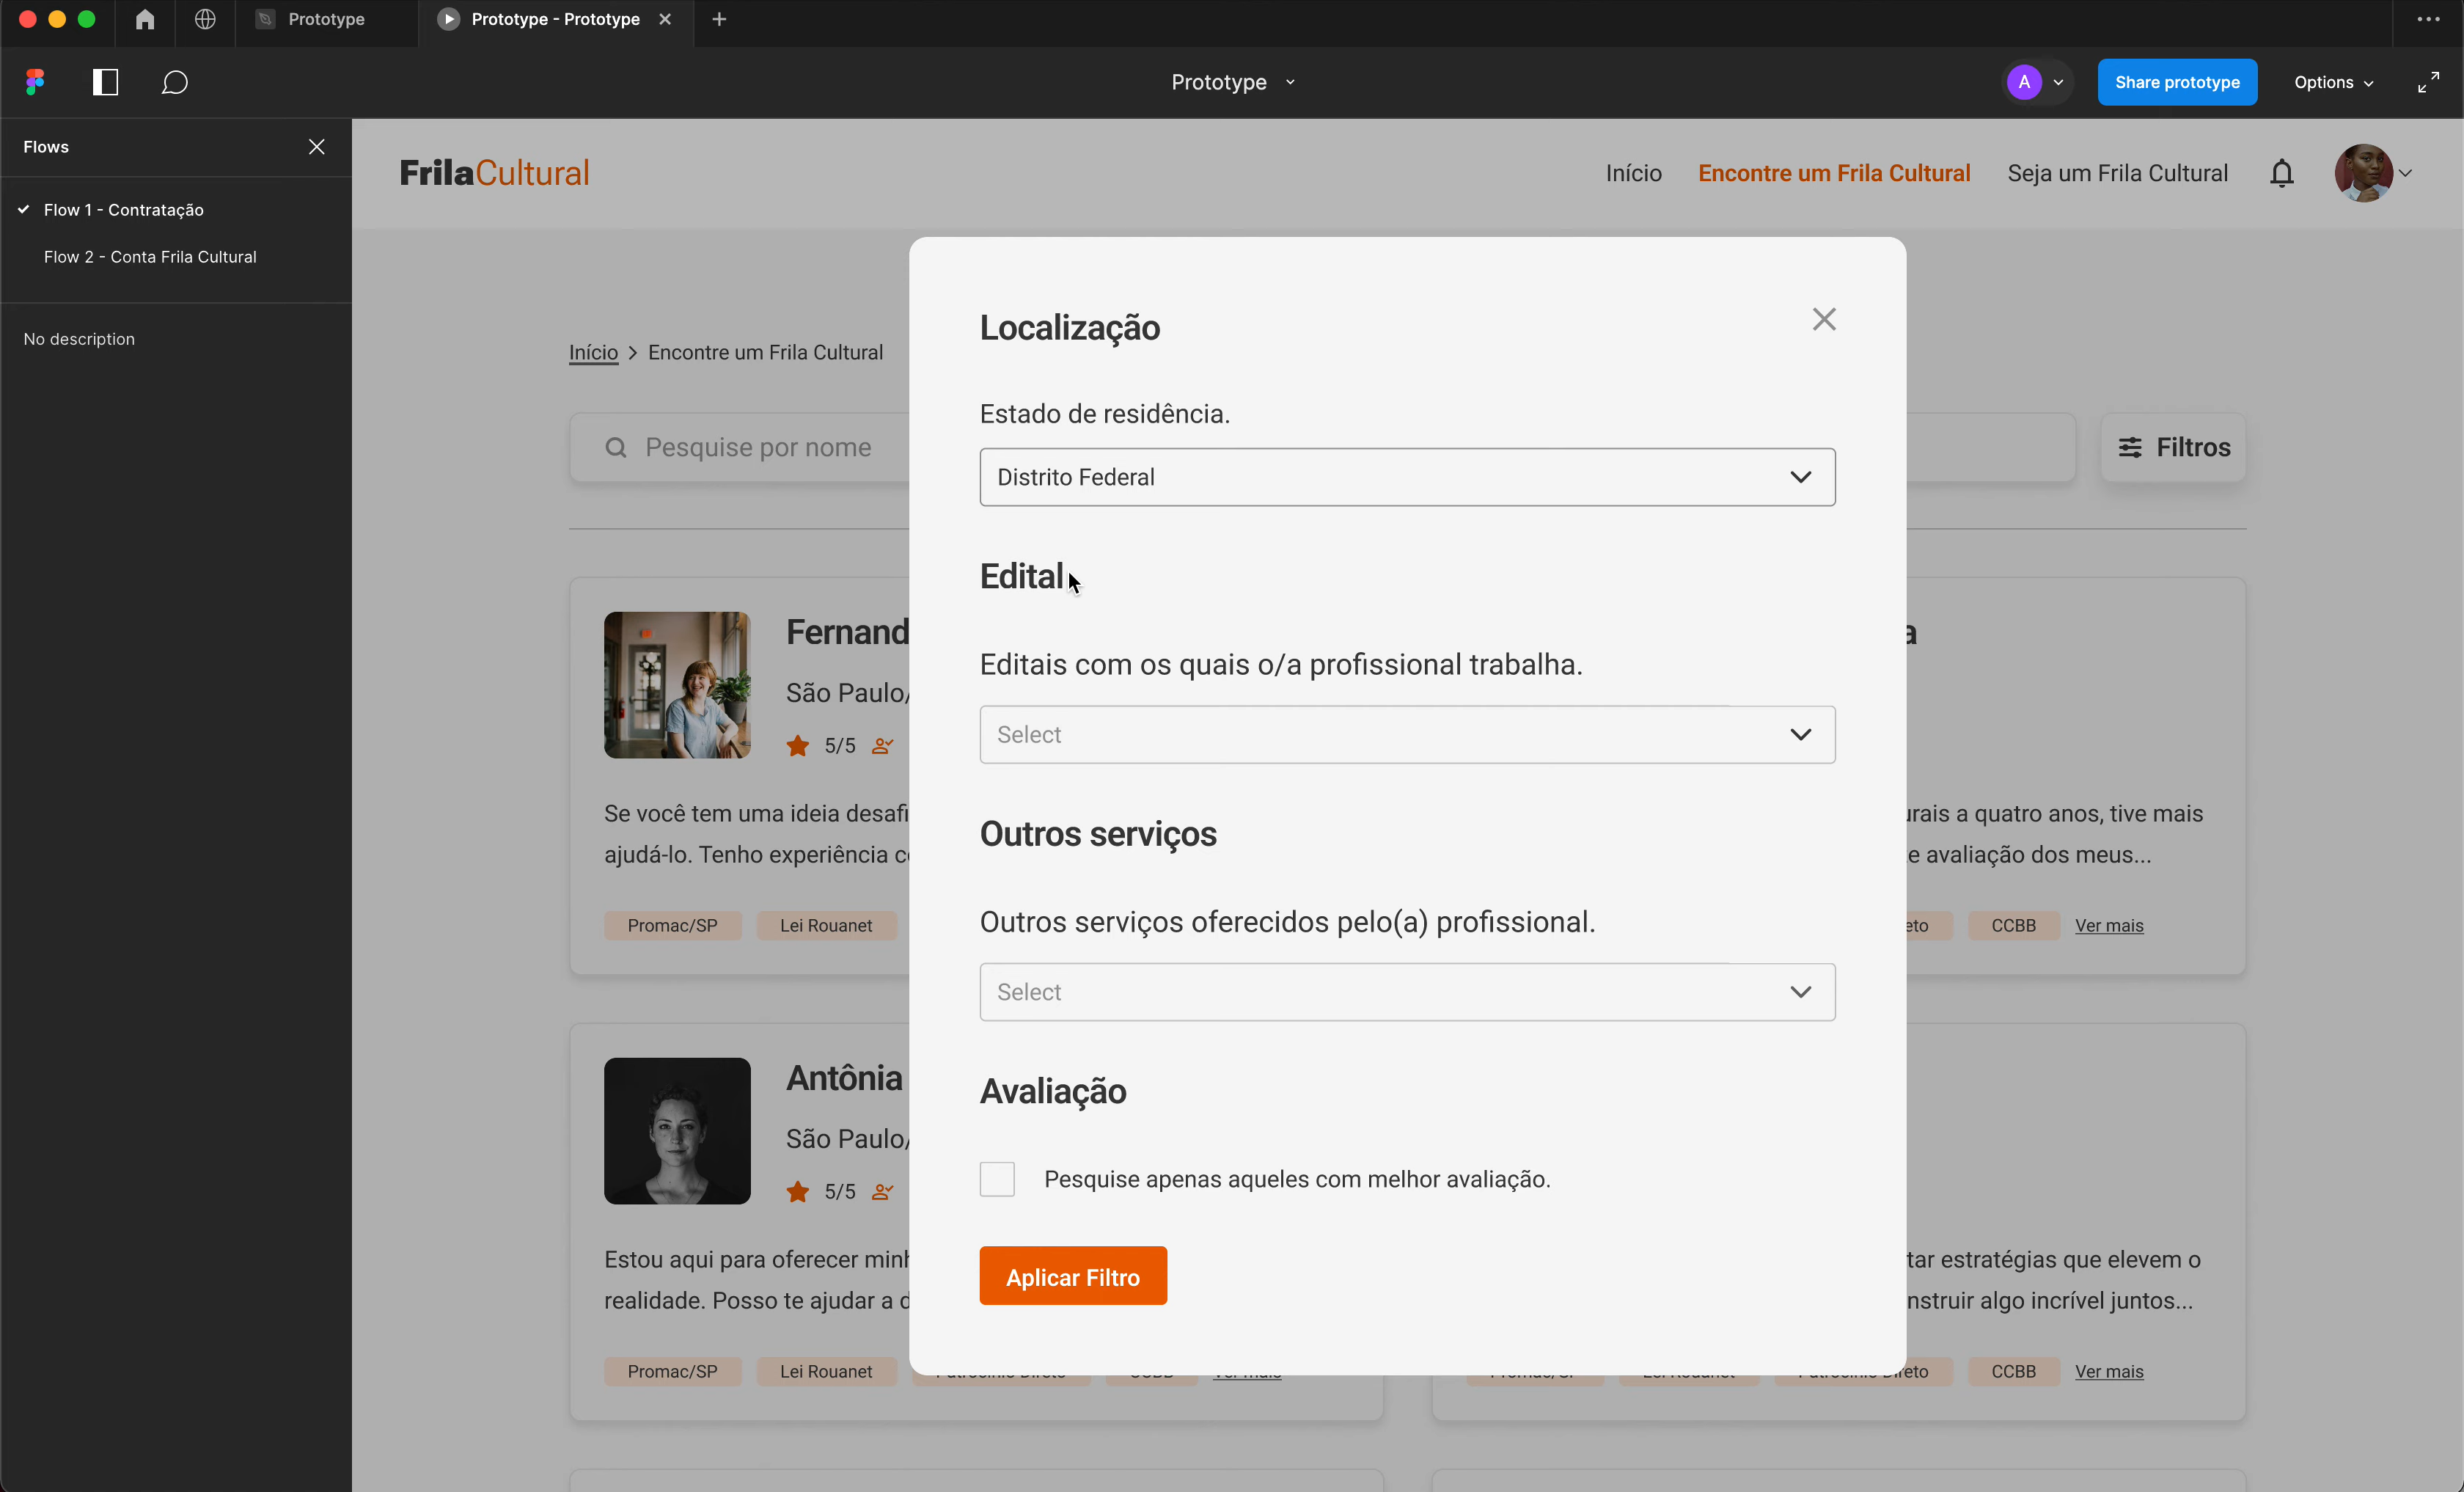 Prototype
Prototype - Prototype
Prototype
A
Share prototype
Options
Flows
Flow 1 - Contratação
Flow 2 - Conta Frila Cultural
No description
FrilaCultural
Início
Encontre um Frila Cultural
Seja um Frila Cultural
Início > Encontre um Frila Cultural
Pesquise por nome
Filtros
Localização
Estado de residência.
Distrito Federal
Edital
Editais com os quais o/a profissional trabalha.
Select
Outros serviços
Outros serviços oferecidos pelo(a) profissional.
Select
Avaliação
Pesquise apenas aqueles com melhor avaliação.
Aplicar Filtro
Fernand
São Paulo/
5/5
Se você tem uma ideia desafi
ajudá-lo. Tenho experiência c
Promac/SP
Lei Rouanet
a
urais a quatro anos, tive mais
e avaliação dos meus...
eto
CCBB
Ver mais
Antônia
São Paulo/
5/5
Estou aqui para oferecer minh
realidade. Posso te ajudar a d
Promac/SP
Lei Rouanet
tar estratégias que elevem o
nstruir algo incrível juntos...
CCBB
Ver mais